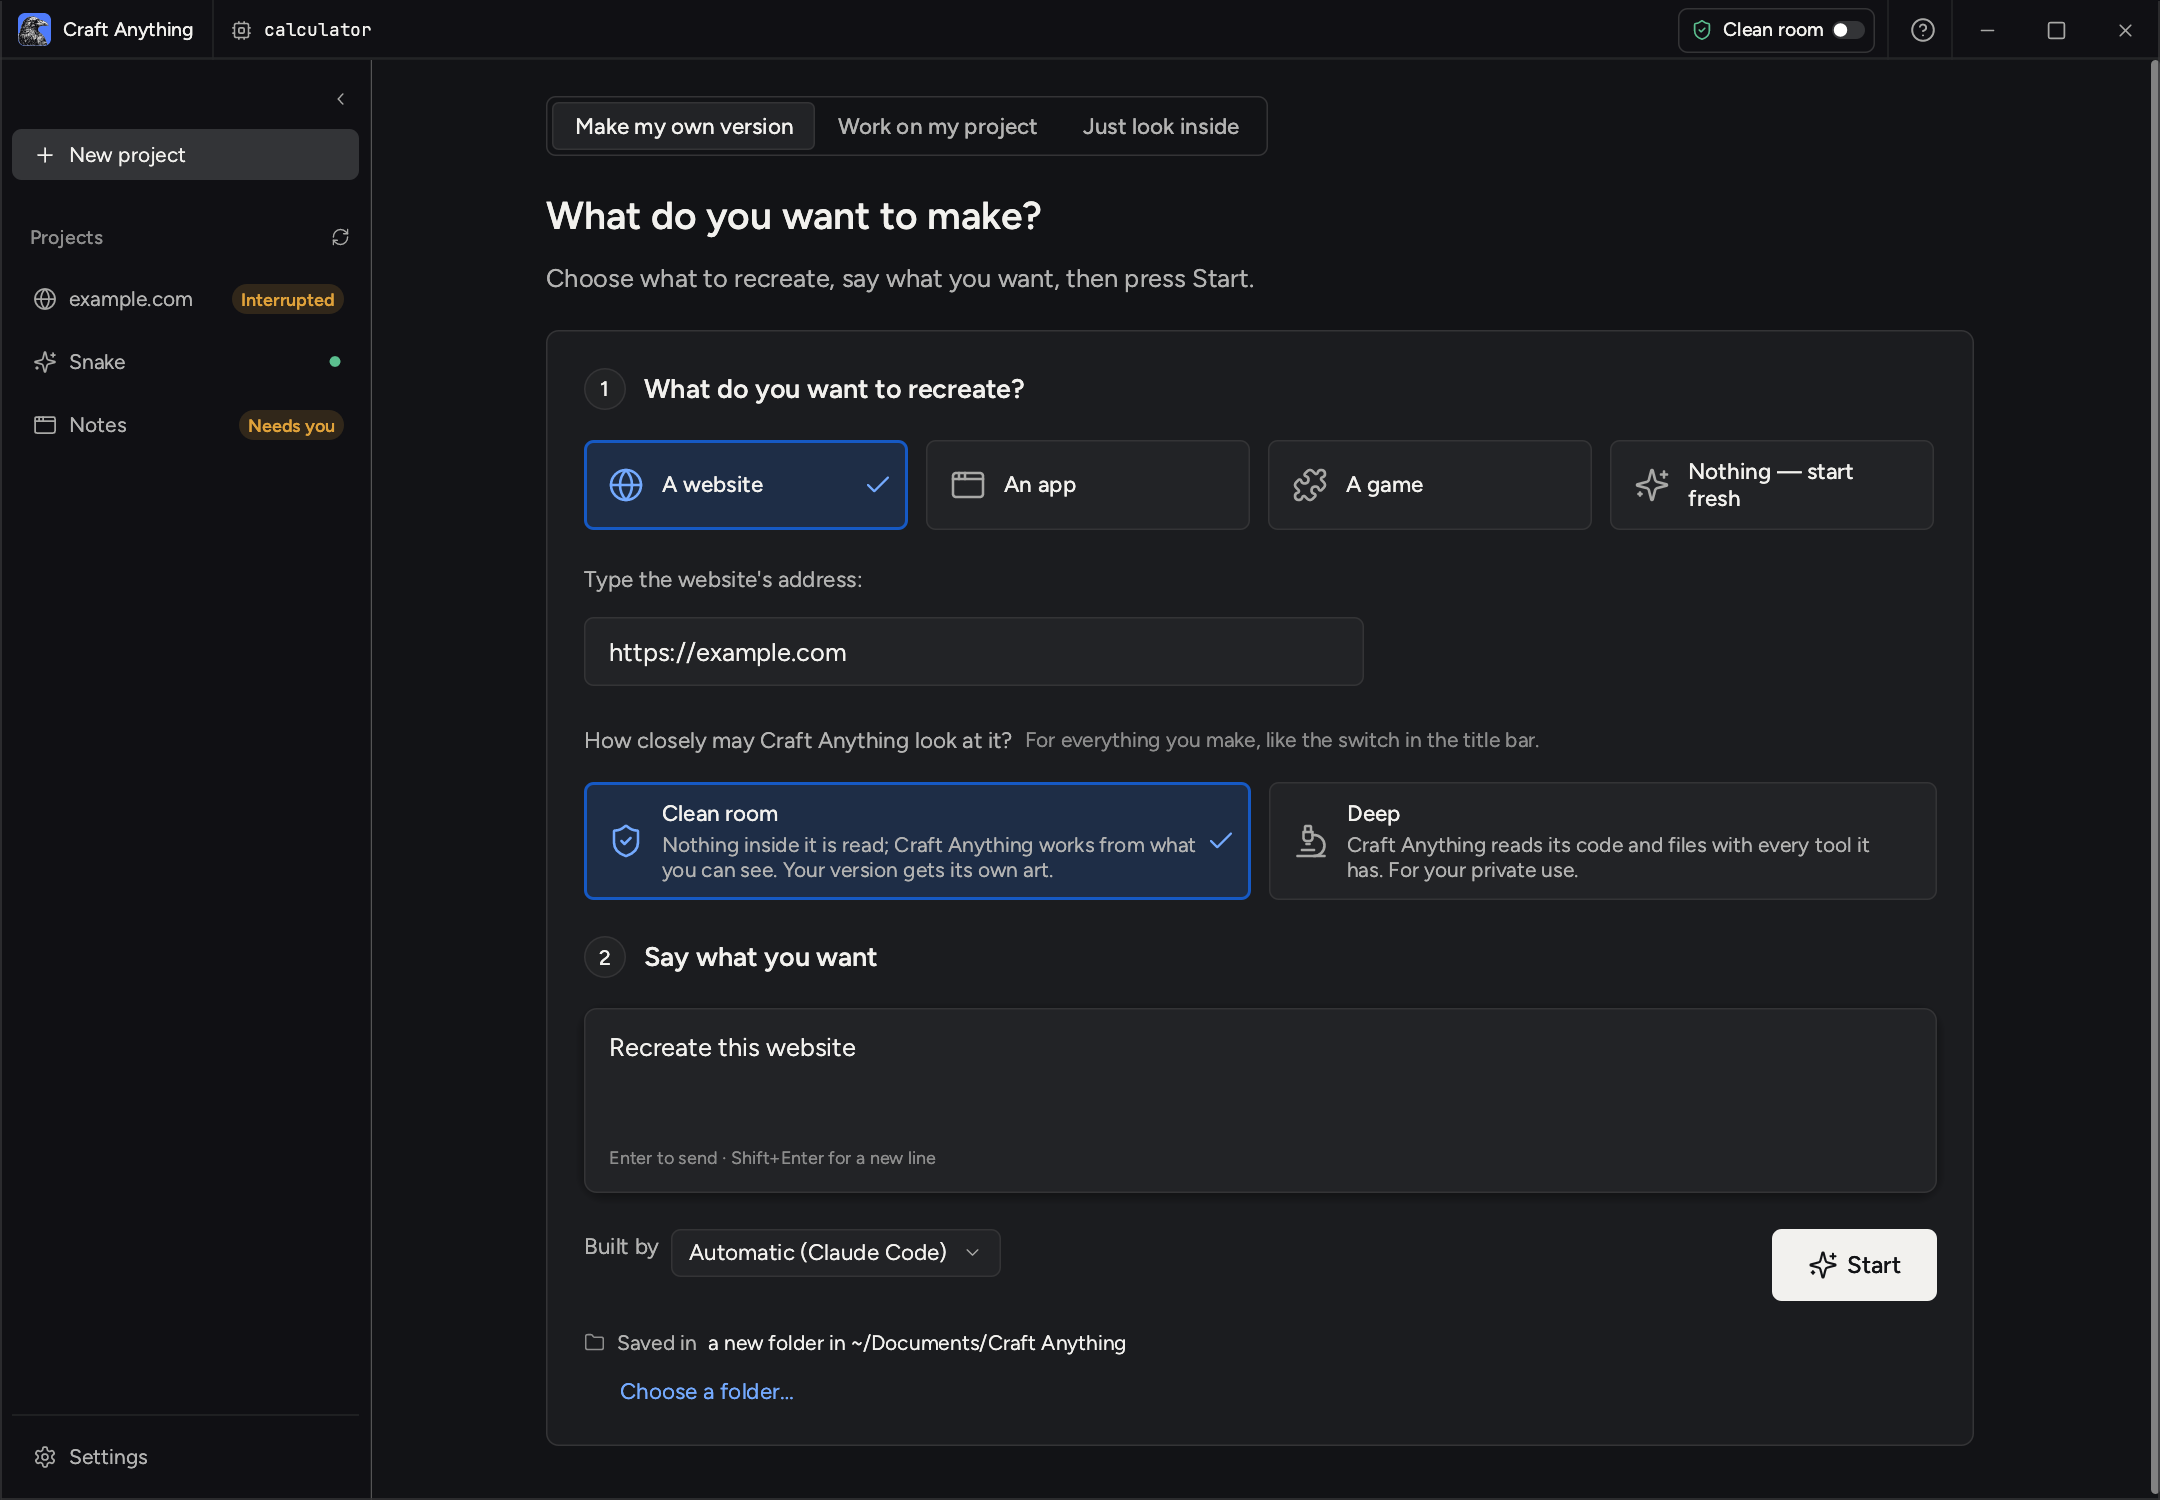 Craft Anything
calculator
Clean room
New project
Projects
example.com
Interrupted
Snake
Notes
Needs you
Settings
Make my own version
Work on my project
Just look inside
What do you want to make?
Choose what to recreate, say what you want, then press Start.
1
What do you want to recreate?
A website
An app
A game
Nothing — start
fresh
Type the website's address:
https://example.com
How closely may Craft Anything look at it? For everything you make, like the switch in the title bar.
Clean room
Nothing inside it is read; Craft Anything works from what
you can see. Your version gets its own art.
Deep
Craft Anything reads its code and files with every tool it
has. For your private use.
2
Say what you want
Recreate this website
Enter to send · Shift+Enter for a new line
Built by
Automatic (Claude Code)
Start
Saved in a new folder in ~/Documents/Craft Anything
Choose a folder...